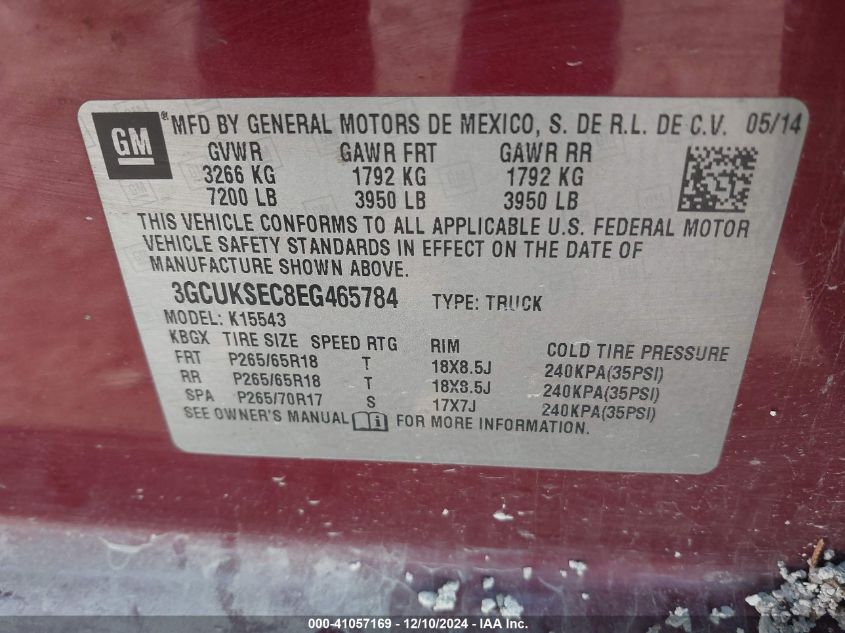 GM ® MFD BY GENERAL MOTORS DE MEXICO, S. DE R.L. DE C.V. 05/14
GVWR GAWR FRT GAWR RR
3266 KG 1792 KG 1792 KG
7200 LB 3950 LB 3950 LB
THIS VEHICLE CONFORMS TO ALL APPLICABLE U.S. FEDERAL MOTOR
VEHICLE SAFETY STANDARDS IN EFFECT ON THE DATE OF
MANUFACTURE SHOWN ABOVE.
3GCUKSEC8EG465784 TYPE: TRUCK
MODEL: K15543
KBGX TIRE SIZE SPEED RTG RIM COLD TIRE PRESSURE
FRT P265/65R18 T 18X8.5J 240KPA(35PSI)
RR P265/65R18 T 18X8.5J 240KPA(35PSI)
SPA P265/70R17 S 17X7J 240KPA(35PSI)
SEE OWNER'S MANUAL FOR MORE INFORMATION.
000-41057169 - 12/10/2024 - IAAI.COM